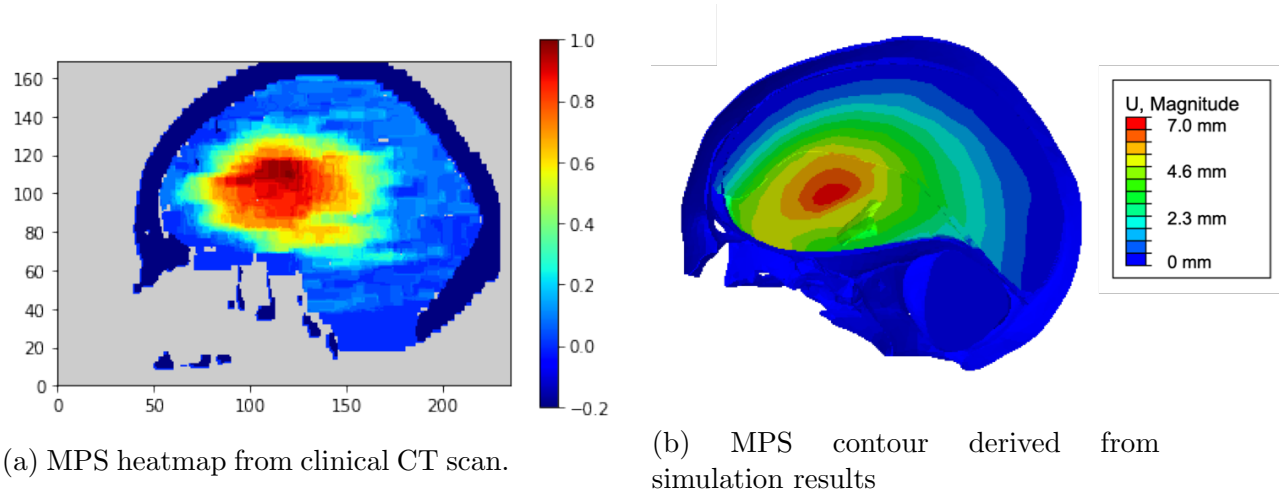 160
140
120
100
80
60
40
20
0
0
50
100
150
200
1.0
0.8
0.6
0.4
0.2
0.0
−0.2
(a) MPS heatmap from clinical CT scan.
U, Magnitude
7.0 mm
4.6 mm
2.3 mm
0 mm
(b) MPS contour derived from
simulation results